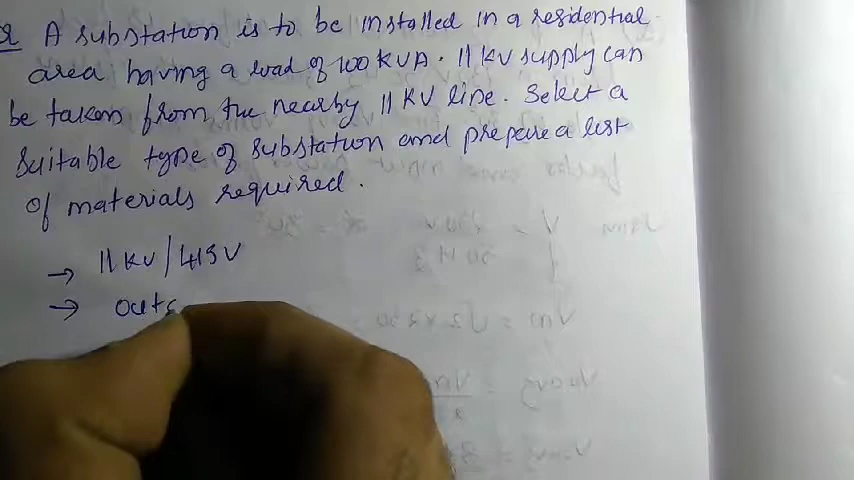 Q A substation is to be installed in a residential
area having a load of 100 KVA. 11 KV supply can
be taken from the nearby 11 KV line. Select a
suitable type of substation and prepare a list
of materials required.
→ 11 KV/415V
→ outs